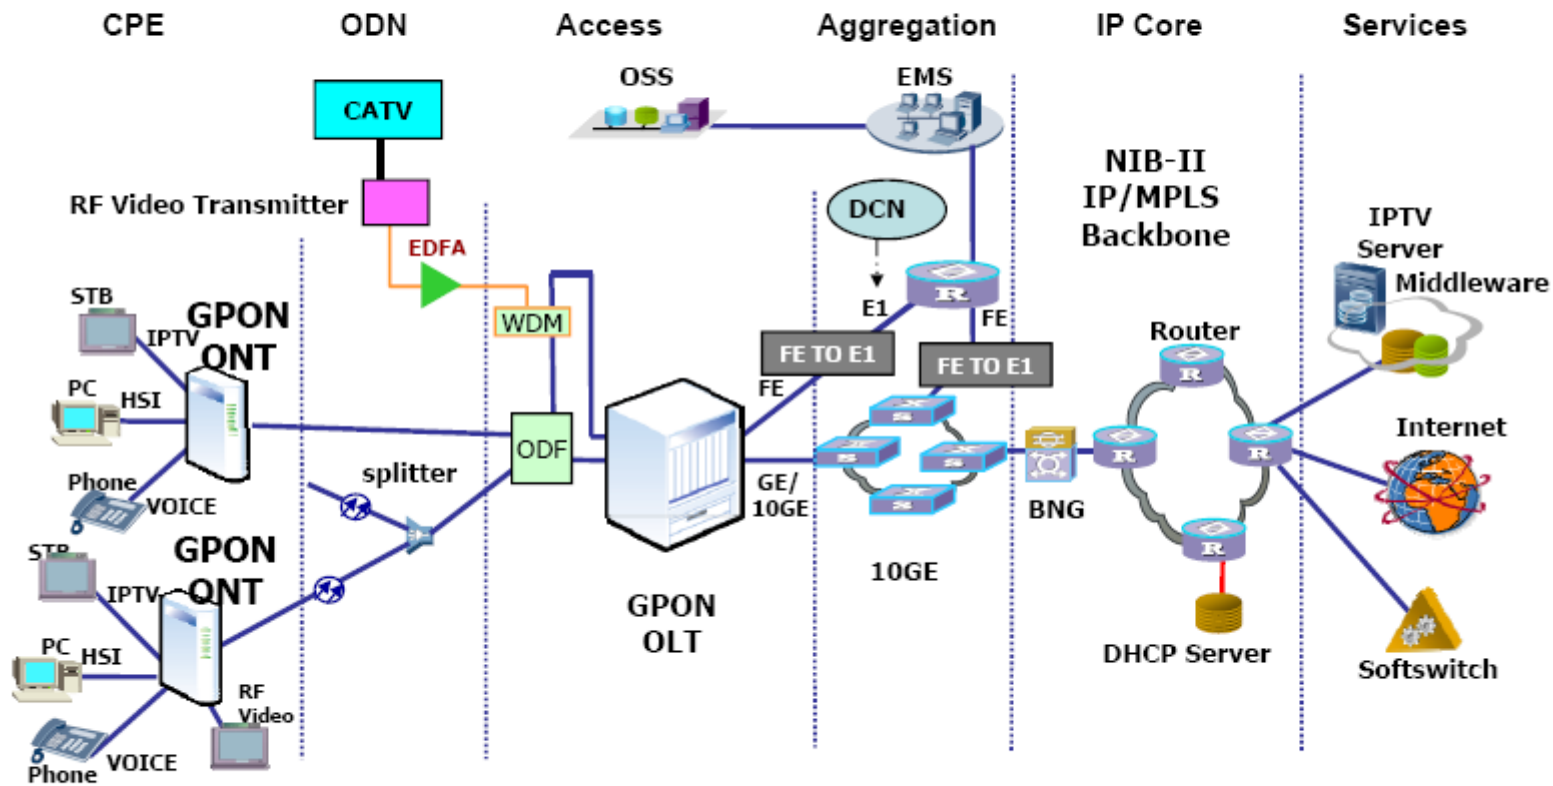 CPE
ODN
Access
Aggregation
IP Core
Services
OSS
EMS
CATV
RF Video Transmitter
EDFA
WDM
DCN
NIB-II
IP/MPLS
Backbone
IPTV
Server
Middleware
STB
IPTV
GPON
ONT
PC
HSI
Phone
VOICE
splitter
ODF
E1
FE
FE TO E1
FE TO E1
FE
GE/
10GE
R
S
S
S
S
10GE
BNG
Router
R
R
R
R
Internet
GPON
OLT
DHCP Server
Softswitch
STB
IPTV
GPON
ONT
PC
HSI
RF
Video
Phone
VOICE